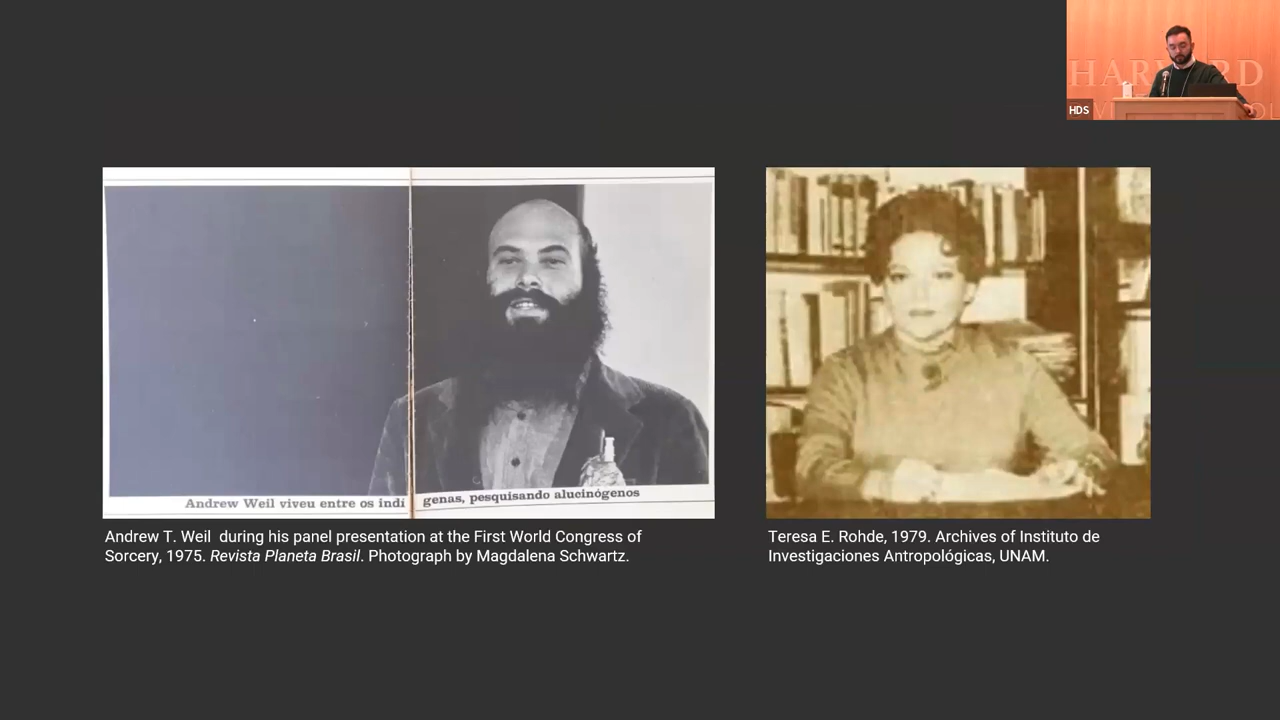 HARVARD
HDS
Andrew Weil viveu entre os indí genas, pesquisando alucinógenos
Andrew T. Weil during his panel presentation at the First World Congress of
Sorcery, 1975. Revista Planeta Brasil. Photograph by Magdalena Schwartz.
Teresa E. Rohde, 1979. Archives of Instituto de
Investigaciones Antropológicas, UNAM.